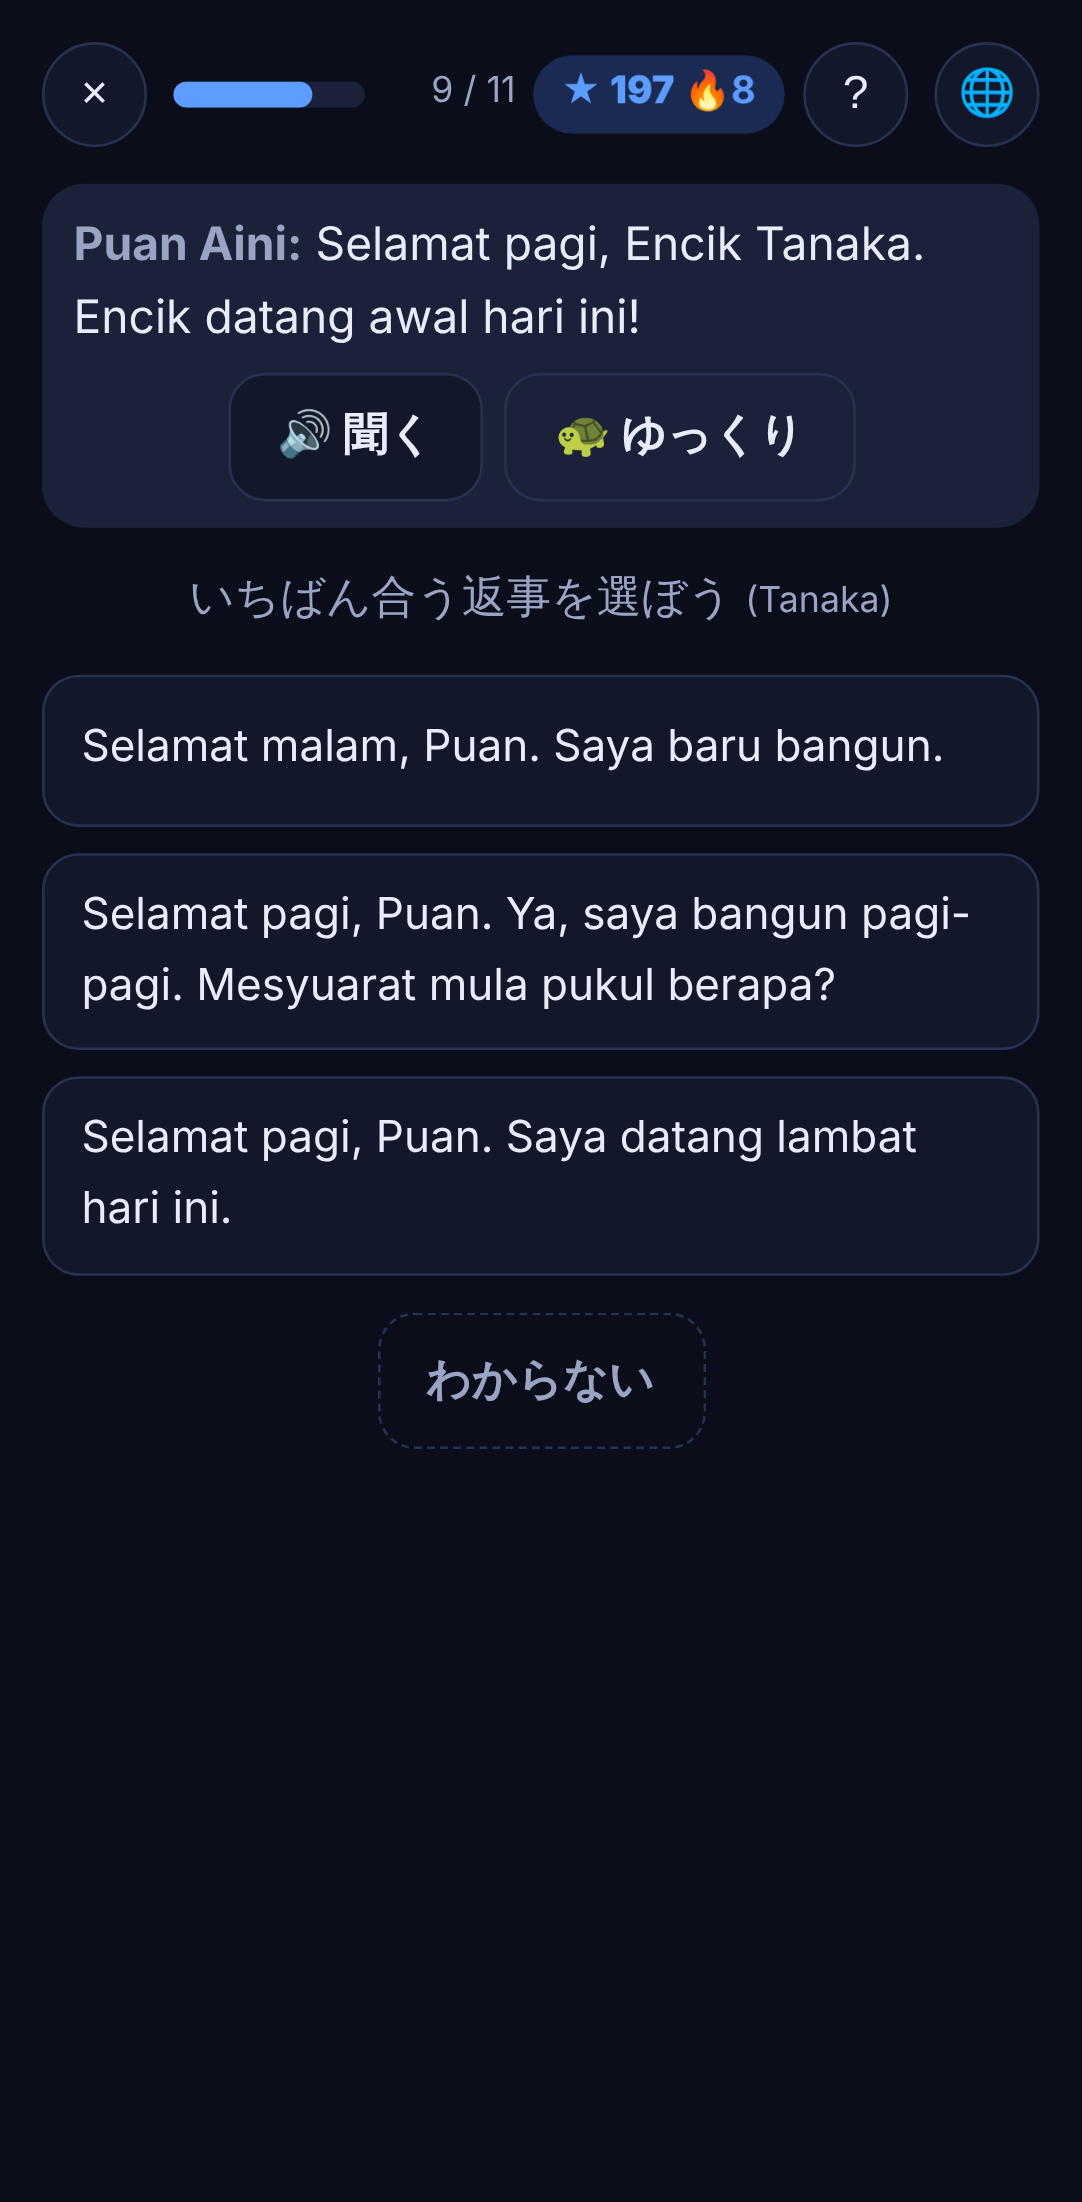 ×
9 / 11
★ 197 🔥8
?
Puan Aini: Selamat pagi, Encik Tanaka.
Encik datang awal hari ini!
🔊 聞く
🐢 ゆっくり
いちばん合う返事を選ぼう (Tanaka)
Selamat malam, Puan. Saya baru bangun.
Selamat pagi, Puan. Ya, saya bangun pagi-
pagi. Mesyuarat mula pukul berapa?
Selamat pagi, Puan. Saya datang lambat
hari ini.
わからない